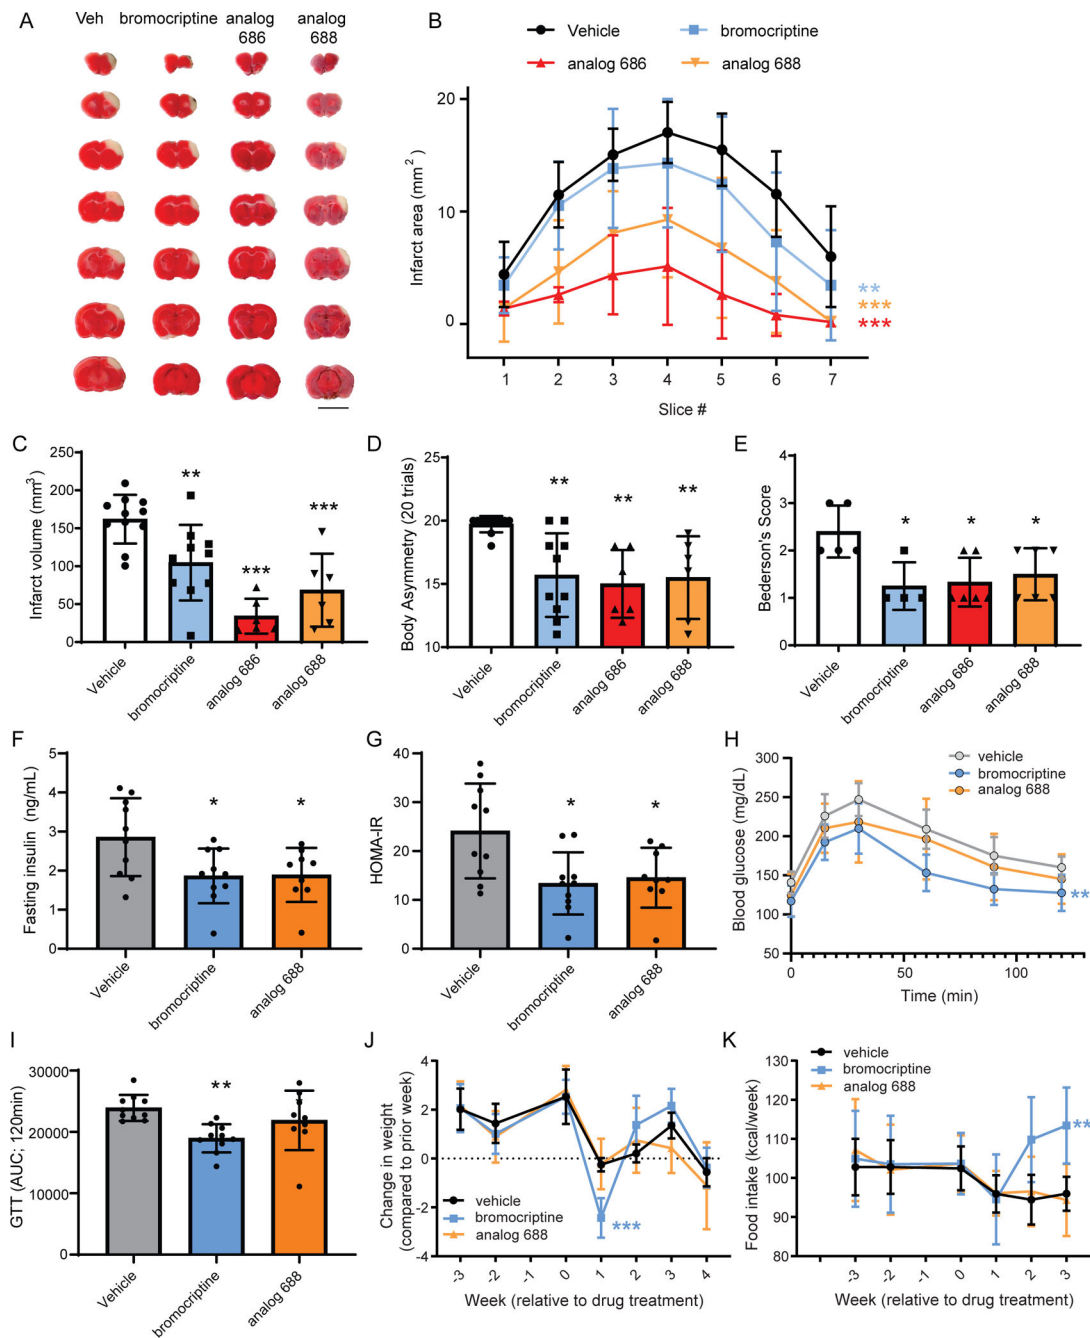 A
Veh bromocriptine analog 686 analog 688
B
Vehicle bromocriptine
analog 686 analog 688
Infarct area (mm²)
20
10
0
**
***
***
1 2 3 4 5 6 7
Slice #
C
Infarct volume (mm³)
250
200
150
100
50
0
** *** ***
Vehicle bromocriptine analog 686 analog 688
D
Body Asymmetry (20 trials)
25
20
15
10
** ** **
Vehicle bromocriptine analog 686 analog 688
E
Bederson's Score
4
3
2
1
0
* * *
Vehicle bromocriptine analog 686 analog 688
F
Fasting insulin (ng/mL)
5
4
3
2
1
0
* *
Vehicle bromocriptine analog 688
G
HOMA-IR
40
30
20
10
0
* *
Vehicle bromocriptine analog 688
H
Blood glucose (mg/dL)
300
250
200
150
100
50
vehicle
bromocriptine
analog 688
**
0 50 100
Time (min)
I
GTT (AUC; 120min)
30000
20000
10000
0
**
Vehicle bromocriptine analog 688
J
Change in weight
(compared to prior week)
4
2
0
-2
-4
vehicle
bromocriptine
analog 688
***
-3 -2 -1 0 1 2 3 4
Week (relative to drug treatment)
K
Food intake (kcal/week)
130
120
110
100
90
80
vehicle
bromocriptine
analog 688
**
-3 -2 -1 0 1 2 3
Week (relative to drug treatment)